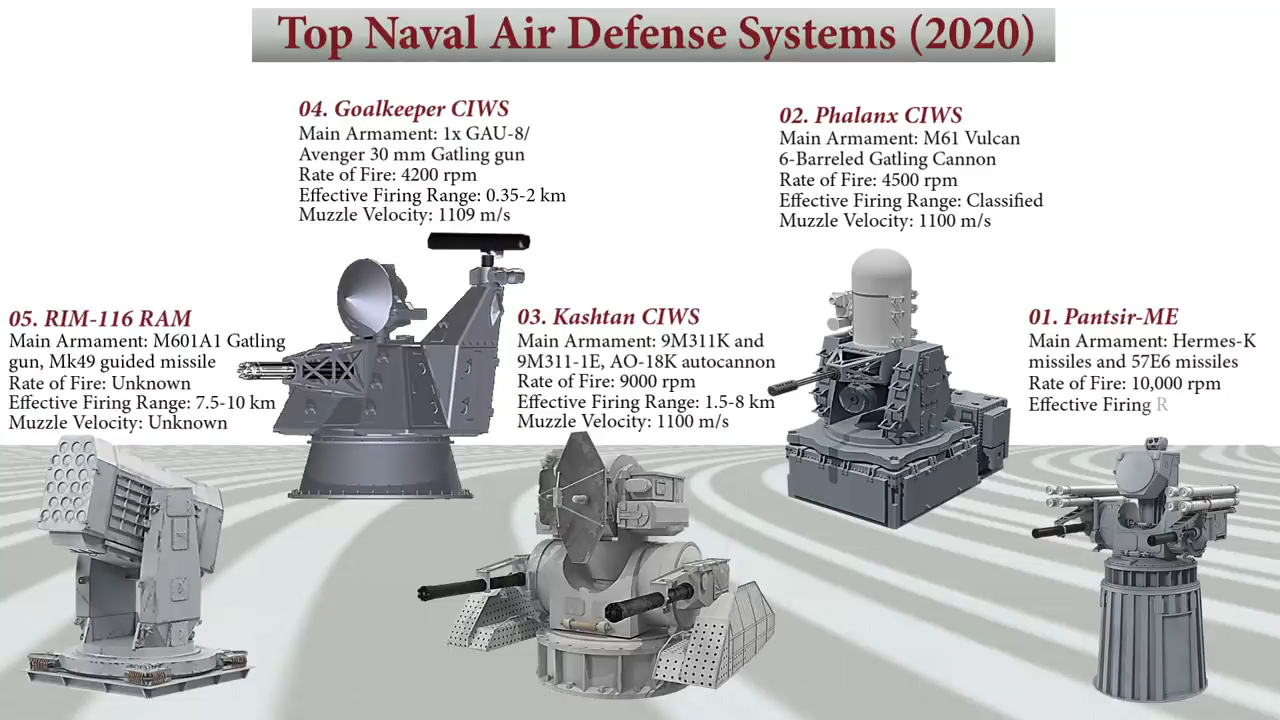 Top Naval Air Defense Systems (2020)
04. Goalkeeper CIWS
Main Armament: 1x GAU-8/
Avenger 30 mm Gatling gun
Rate of Fire: 4200 rpm
Effective Firing Range: 0.35-2 km
Muzzle Velocity: 1109 m/s
02. Phalanx CIWS
Main Armament: M61 Vulcan
6-Barreled Gatling Cannon
Rate of Fire: 4500 rpm
Effective Firing Range: Classified
Muzzle Velocity: 1100 m/s
05. RIM-116 RAM
Main Armament: M601A1 Gatling
gun, Mk49 guided missile
Rate of Fire: Unknown
Effective Firing Range: 7.5-10 km
Muzzle Velocity: Unknown
03. Kashtan CIWS
Main Armament: 9M311K and
9M311-1E, AO-18K autocannon
Rate of Fire: 9000 rpm
Effective Firing Range: 1.5-8 km
Muzzle Velocity: 1100 m/s
01. Pantsir-ME
Main Armament: Hermes-K
missiles and 57E6 missiles
Rate of Fire: 10,000 rpm
Effective Firing R